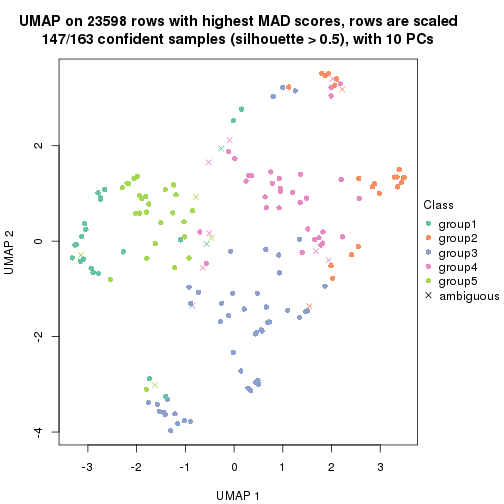 UMAP on 23598 rows with highest MAD scores, rows are scaled
147/163 confident samples (silhouette > 0.5), with 10 PCs
2
0
-2
-4
UMAP 2
-3 -2 -1 0 1 2 3
UMAP 1
Class
group1
group2
group3
group4
group5
ambiguous